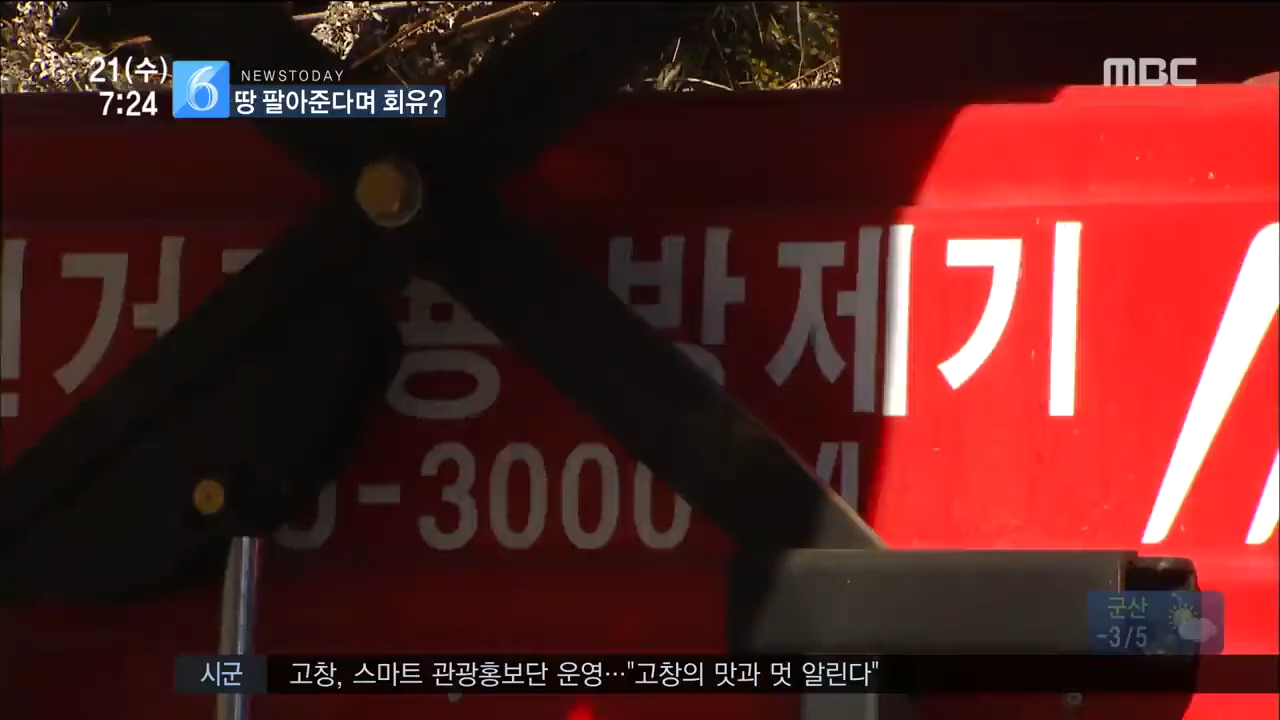 21(수)
7:24
6
NEWSTODAY
땅 팔아준다며 회유?
MBC
방제기
-3000
군산
-3/5
시군
고창, 스마트 관광홍보단 운영…"고창의 맛과 멋 알린다"